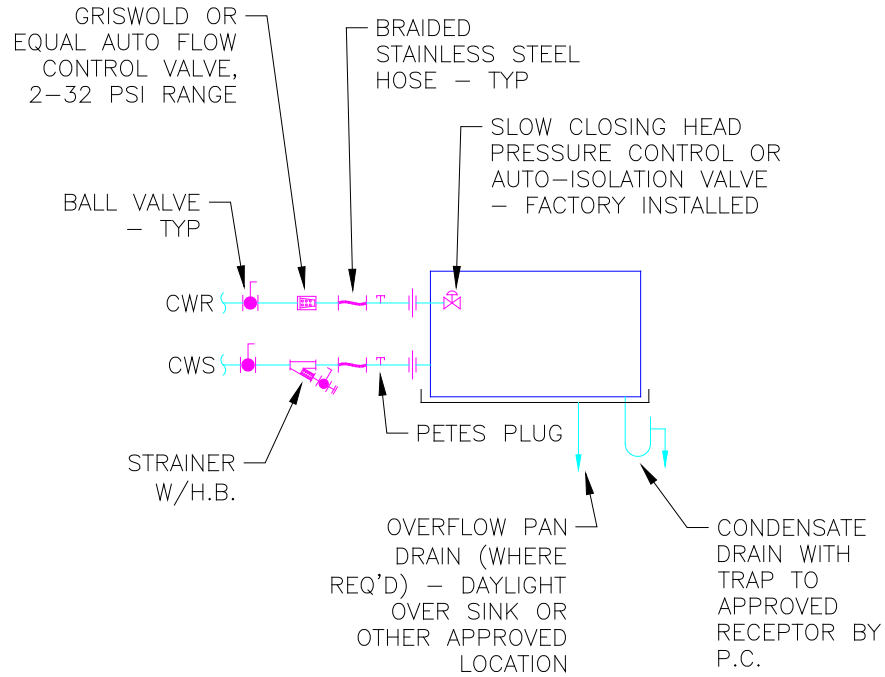 GRISWOLD OR
EQUAL AUTO FLOW
CONTROL VALVE,
2-32 PSI RANGE
BRAIDED
STAINLESS STEEL
HOSE - TYP
SLOW CLOSING HEAD
PRESSURE CONTROL OR
AUTO-ISOLATION VALVE
- FACTORY INSTALLED
BALL VALVE
- TYP
CWR
CWS
PETES PLUG
STRAINER
W/H.B.
OVERFLOW PAN
DRAIN (WHERE
REQ'D) - DAYLIGHT
OVER SINK OR
OTHER APPROVED
LOCATION
CONDENSATE
DRAIN WITH
TRAP TO
APPROVED
RECEPTOR BY
P.C.